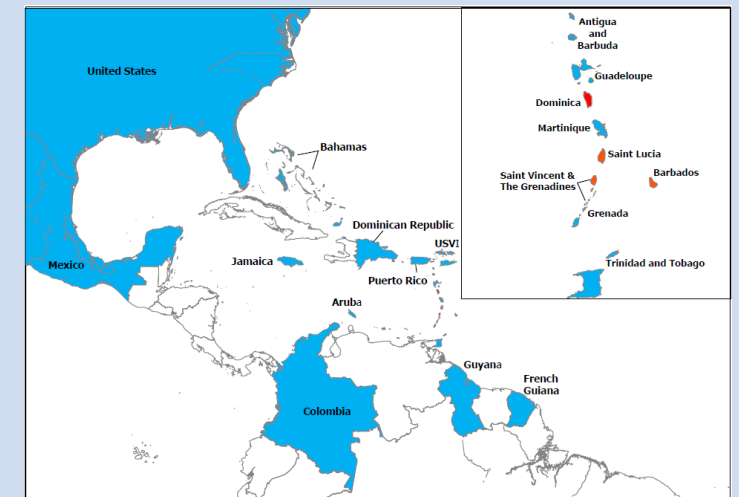 United States
Bahamas
Dominican Republic
USVI
Jamaica
Puerto Rico
Mexico
Aruba
Guyana
French
Guiana
Colombia
Antigua
and
Barbuda
Guadeloupe
Dominica
Martinique
Saint Lucia
Saint Vincent &
The Grenadines
Barbados
Grenada
Trinidad and Tobago